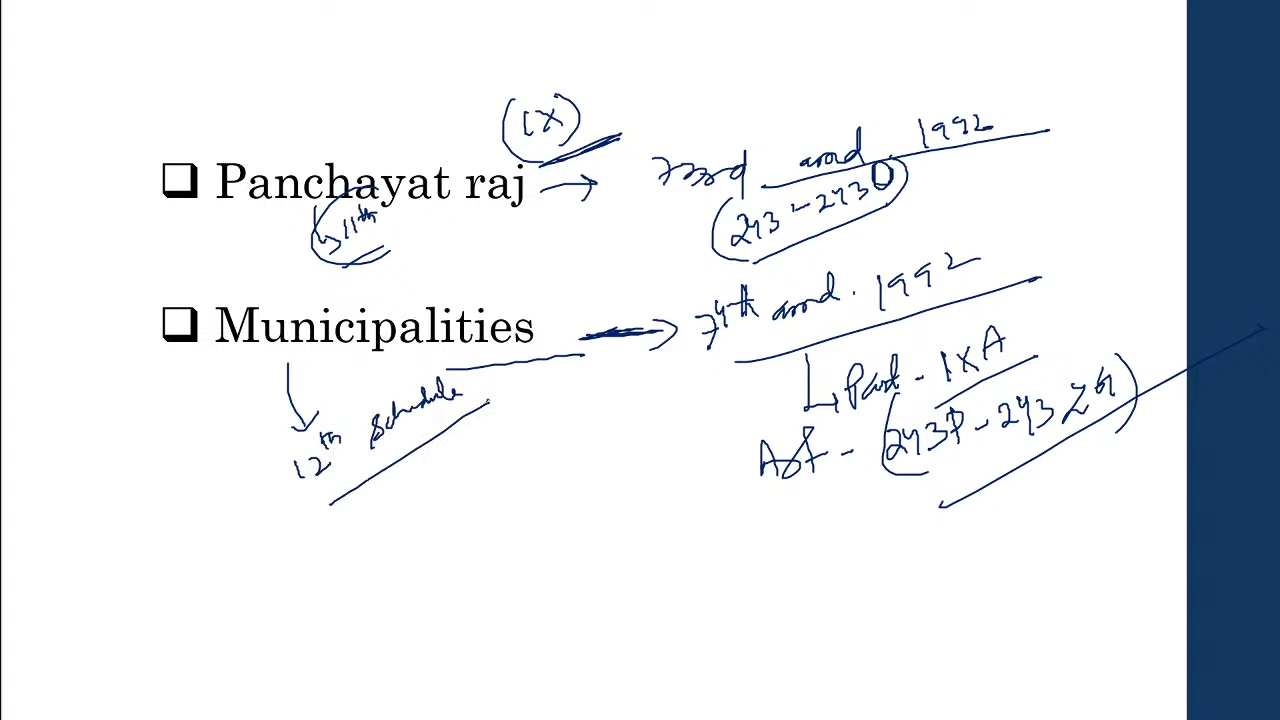 (IX)
❑ Panchayat raj → 73rd amd. 1992
↳ 11th
(243 - 243O)
❑ Municipalities → 74th amd. 1992
↳ Part - IXA
12th Schedule
Art - (243P - 243ZG)